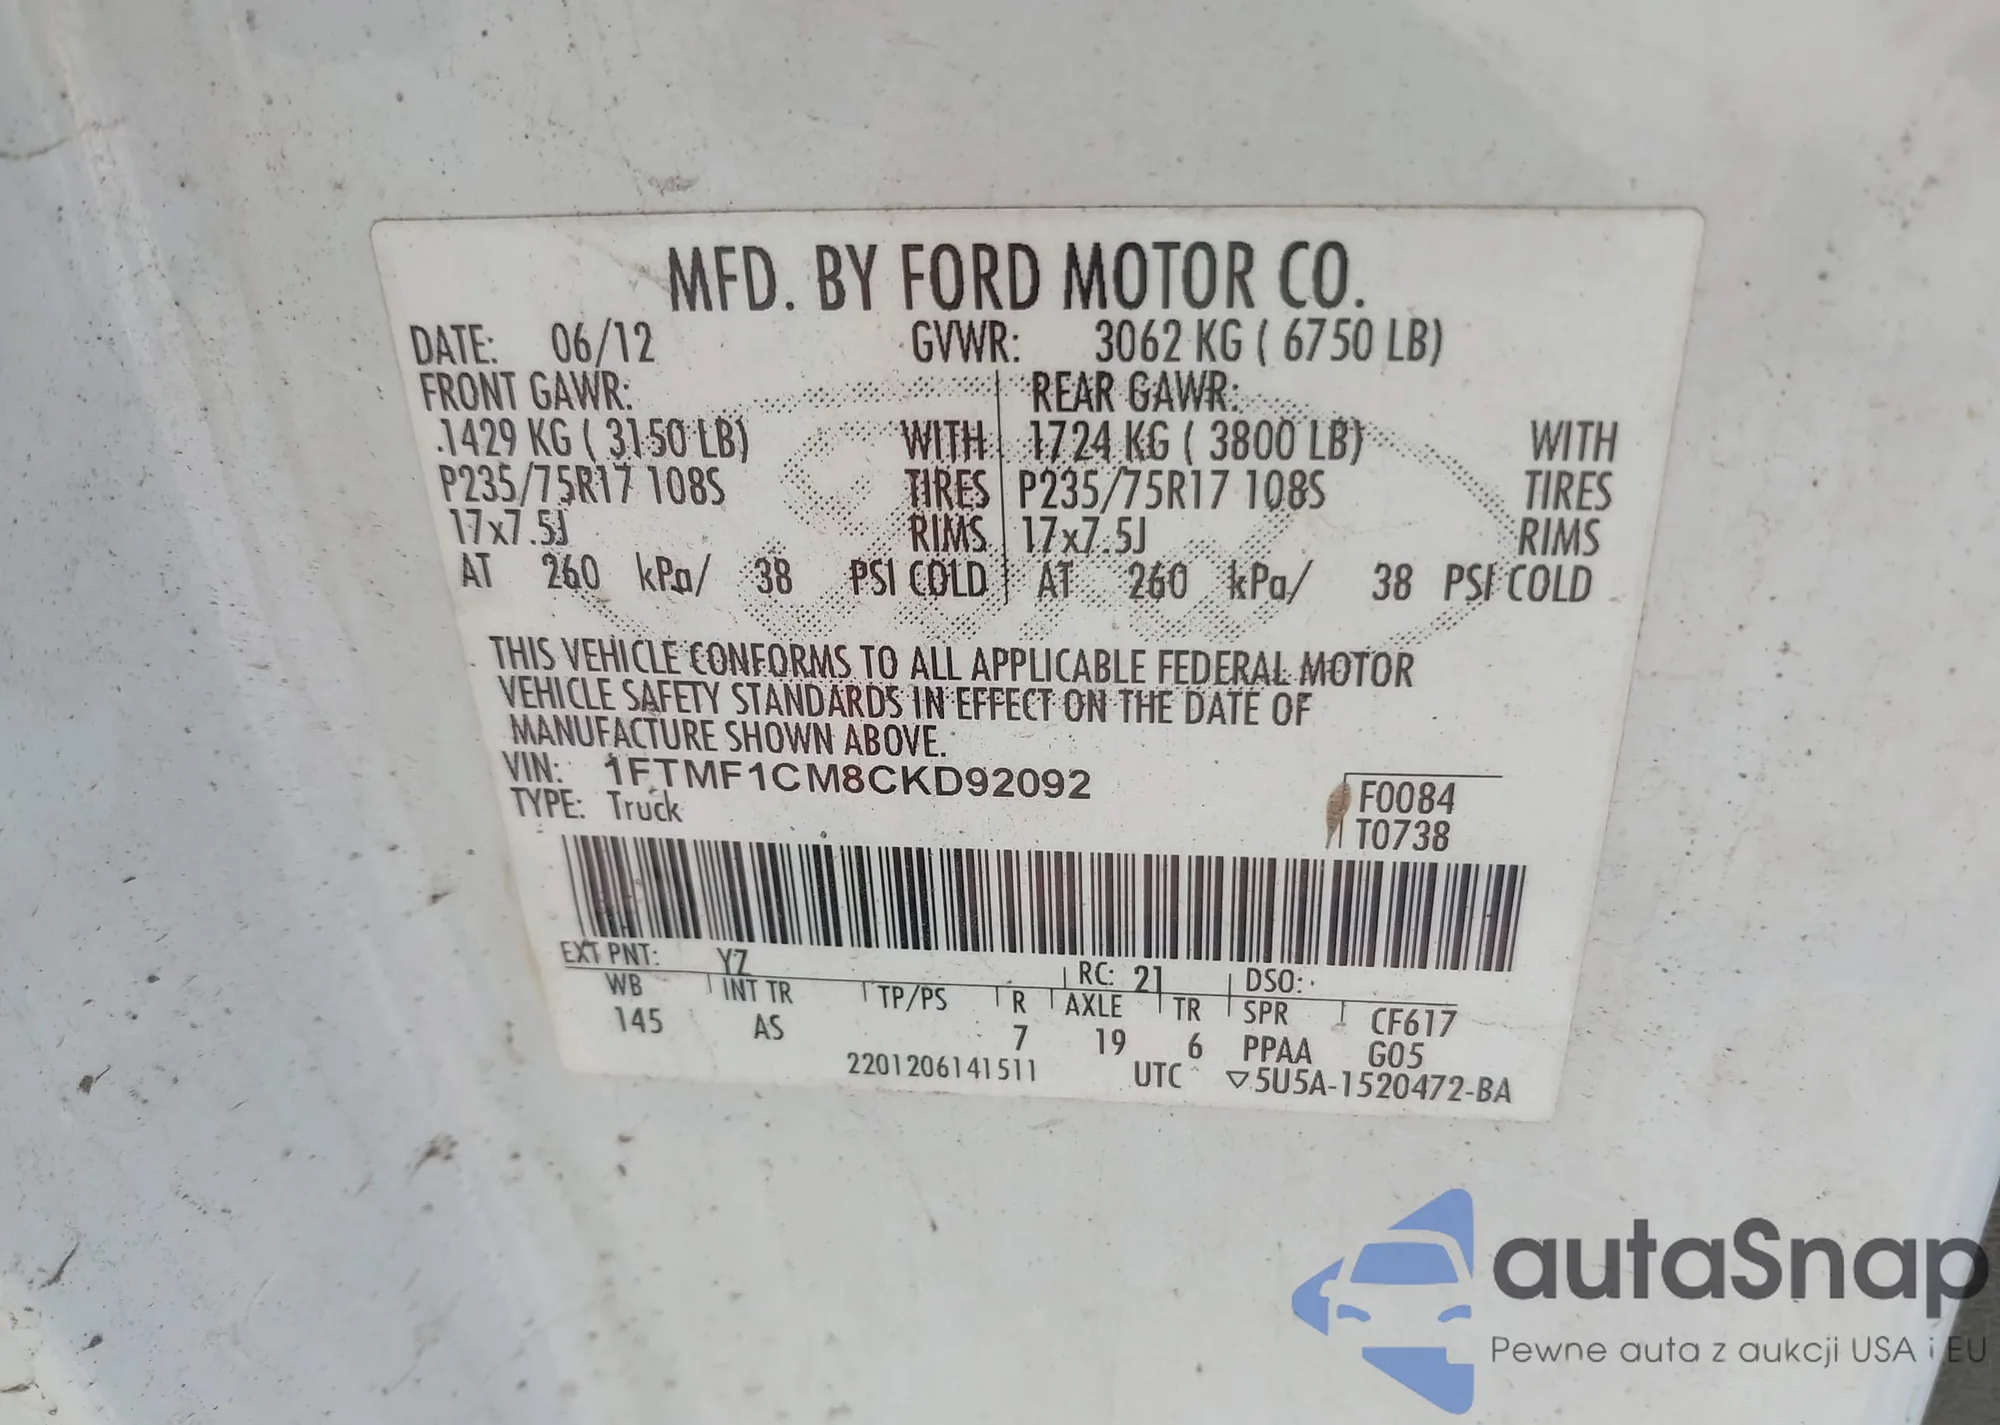 MFD. BY FORD MOTOR CO.
DATE: 06/12 GVWR: 3062 KG ( 6750 LB)
FRONT GAWR: REAR GAWR:
1429 KG ( 3150 LB) WITH 1724 KG ( 3800 LB) WITH
P235/75R17 108S TIRES P235/75R17 108S TIRES
17x7.5J RIMS 17x7.5J RIMS
AT 260 kPa/ 38 PSI COLD AT 260 kPa/ 38 PSI COLD
THIS VEHICLE CONFORMS TO ALL APPLICABLE FEDERAL MOTOR
VEHICLE SAFETY STANDARDS IN EFFECT ON THE DATE OF
MANUFACTURE SHOWN ABOVE.
VIN: 1FTMF1CM8CKD92092
TYPE: Truck
F0084
T0738
EXT PNT: YZ RC: 21 DSO:
WB INT TR TP/PS R AXLE TR SPR CF617
145 AS 7 19 6 PPAA G05
2201206141511 UTC ▽5U5A-1520472-BA
autaSnap
Pewne auta z aukcji USA i EU